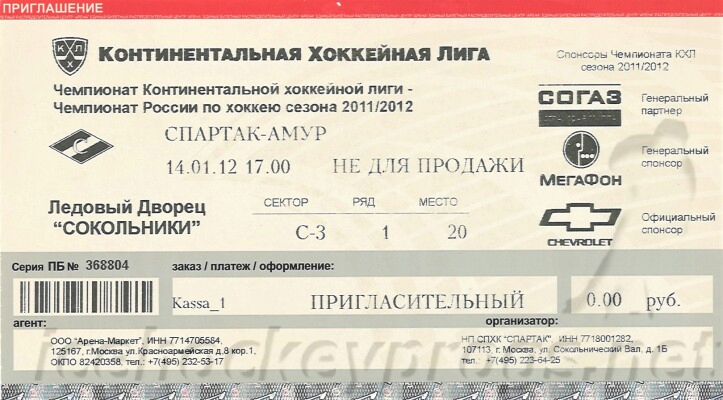 ПРИГЛАШЕНИЕ
КХЛ
Континентальная Хоккейная Лига
Спонсоры Чемпионата КХЛ
сезона 2011/2012
Чемпионат Континентальной хоккейной лиги -
Чемпионат России по хоккею сезона 2011/2012
СОГАЗ
Генеральный
партнер
СПАРТАК-АМУР
14.01.12 17.00 НЕ ДЛЯ ПРОДАЖИ
МЕГАФОН
Генеральный
спонсор
Ледовый Дворец
"СОКОЛЬНИКИ"
СЕКТОР РЯД МЕСТО
С-3 1 20
CHEVROLET
Официальный
спонсор
Серия ПБ № 368804
заказ / платеж / оформление:
Kassa_1 ПРИГЛАСИТЕЛЬНЫЙ 0.00 руб.
агент:
ООО "Арена-Маркет", ИНН 7714705584,
125167, г.Москва ул.Красноармейская д.8 кор.1,
ОКПО 82420358, тел.: +7(495) 232-53-17
организатор:
НП СПХК "СПАРТАК", ИНН 7718001282,
107113, г. Москва, ул. Сокольнический Вал, д. 1Б
тел.: +7(495) 223-64-25